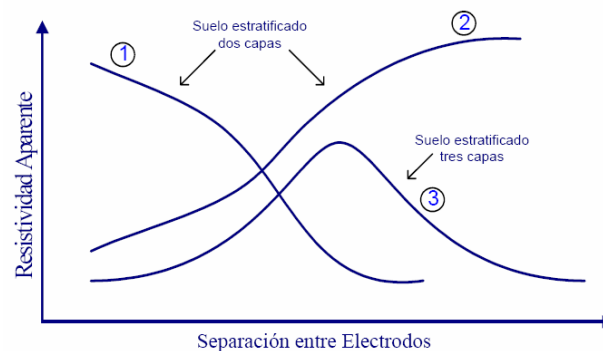 Suelo estratificado
dos capas
1
2
Suelo estratificado
tres capas
3
Resistividad Aparente
Separación entre Electrodos